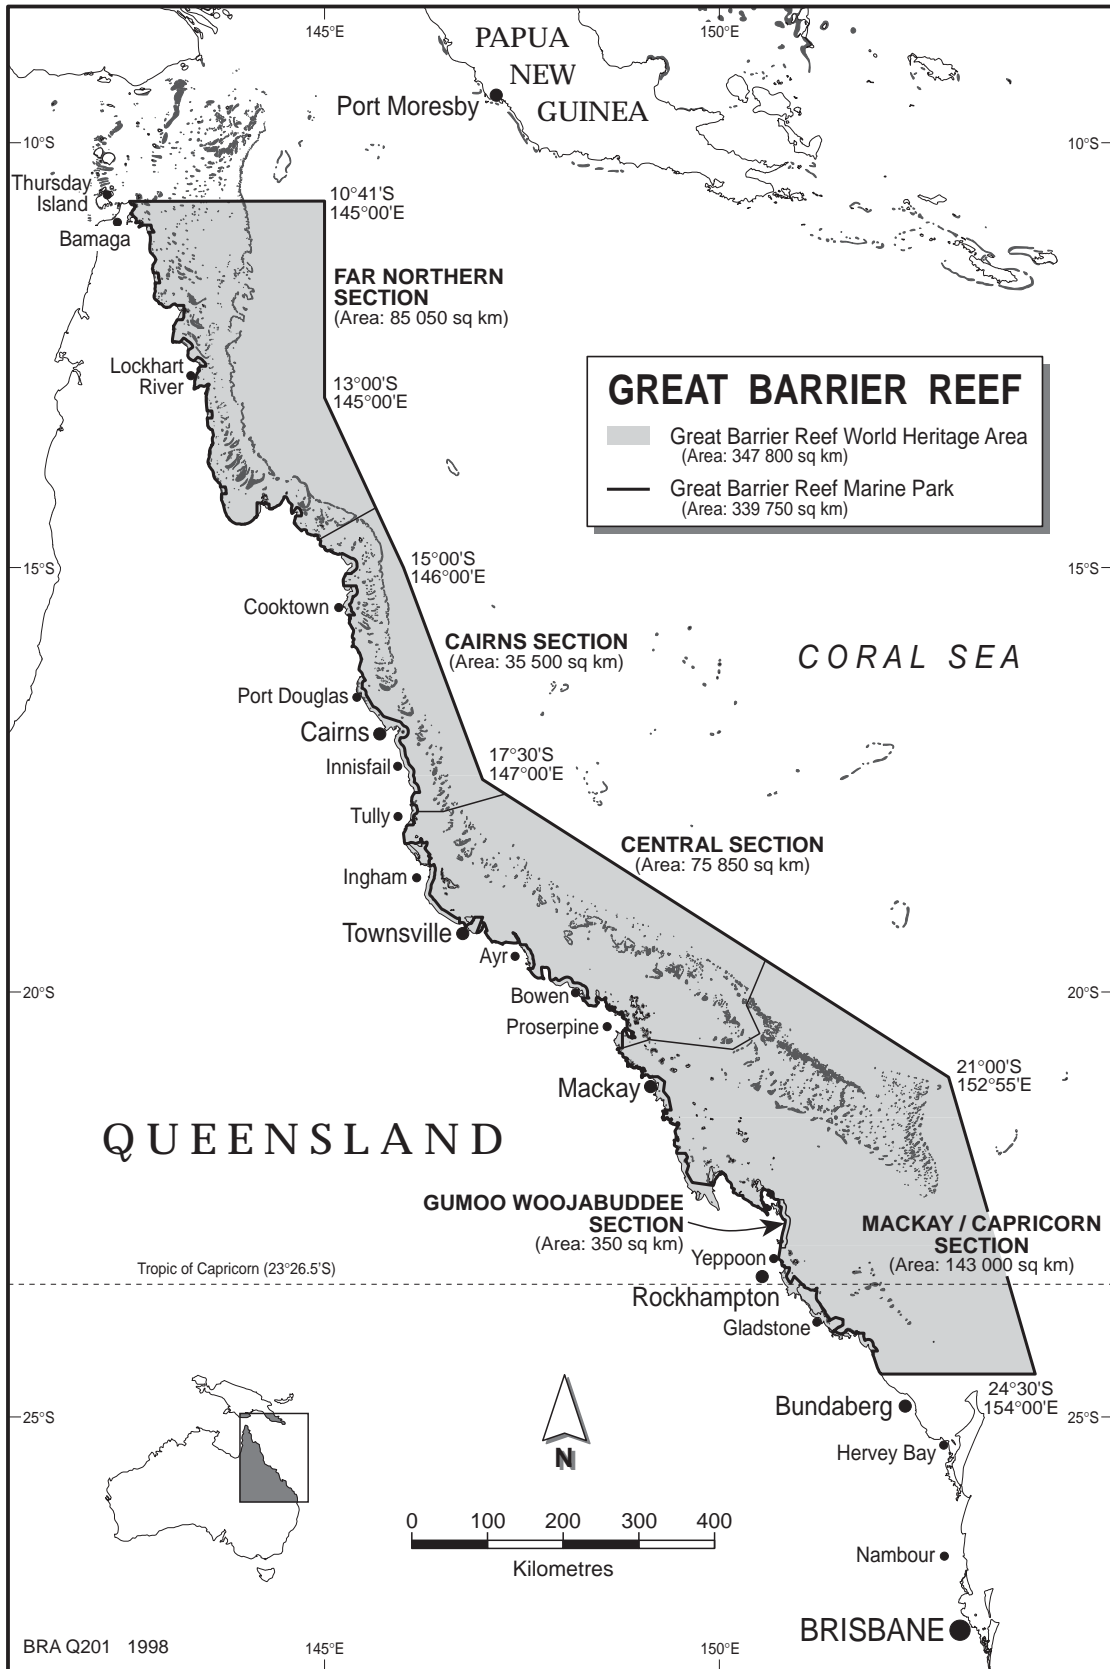 145°E
150°E
PAPUA
NEW
GUINEA
Port Moresby
10°S
10°S
Thursday
Island
Bamaga
10°41'S
145°00'E
FAR NORTHERN
SECTION
(Area: 85 050 sq km)
Lockhart
River
13°00'S
145°00'E
GREAT BARRIER REEF
Great Barrier Reef World Heritage Area
(Area: 347 800 sq km)
Great Barrier Reef Marine Park
(Area: 339 750 sq km)
15°S
15°S
15°00'S
146°00'E
Cooktown
CAIRNS SECTION
(Area: 35 500 sq km)
CORAL SEA
Port Douglas
Cairns
Innisfail
17°30'S
147°00'E
Tully
CENTRAL SECTION
(Area: 75 850 sq km)
Ingham
Townsville
Ayr
20°S
20°S
Bowen
Proserpine
Mackay
21°00'S
152°55'E
QUEENSLAND
GUMOO WOOJABUDDEE
SECTION
(Area: 350 sq km)
MACKAY / CAPRICORN
SECTION
(Area: 143 000 sq km)
Yeppoon
Tropic of Capricorn (23°26.5'S)
Rockhampton
Gladstone
24°30'S
154°00'E
Bundaberg
25°S
25°S
Hervey Bay
N
0 100 200 300 400
Kilometres
Nambour
BRISBANE
BRA Q201 1998
145°E
150°E